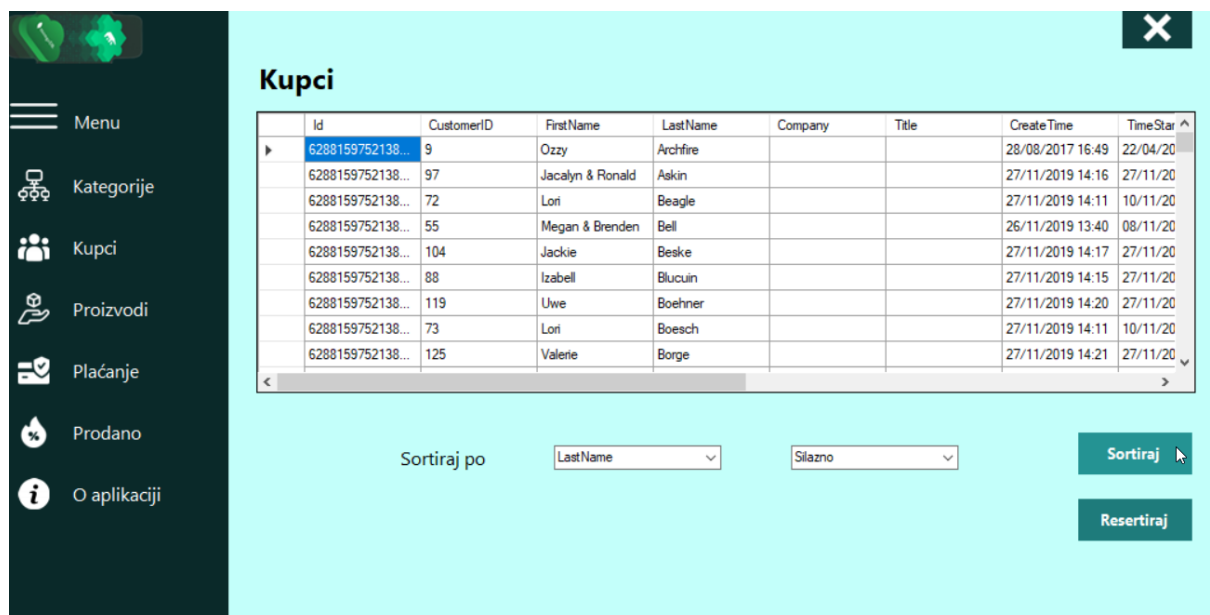 Kupci
Menu
Kategorije
Kupci
Proizvodi
Plaćanje
Prodano
O aplikaciji
Id CustomerID FirstName LastName Company Title CreateTime TimeStar
6288159752138... 9 Ozzy Archfire 28/08/2017 16:49 22/04/20
6288159752138... 97 Jacalyn & Ronald Askin 27/11/2019 14:16 27/11/20
6288159752138... 72 Lori Beagle 27/11/2019 14:11 10/11/20
6288159752138... 55 Megan & Brenden Bell 26/11/2019 13:40 08/11/20
6288159752138... 104 Jackie Beske 27/11/2019 14:17 27/11/20
6288159752138... 88 Izabell Blucuin 27/11/2019 14:15 27/11/20
6288159752138... 119 Uwe Boehner 27/11/2019 14:20 27/11/20
6288159752138... 73 Lori Boesch 27/11/2019 14:11 10/11/20
6288159752138... 125 Valerie Borge 27/11/2019 14:21 27/11/20
Sortiraj po LastName Silazno Sortiraj
Resertiraj